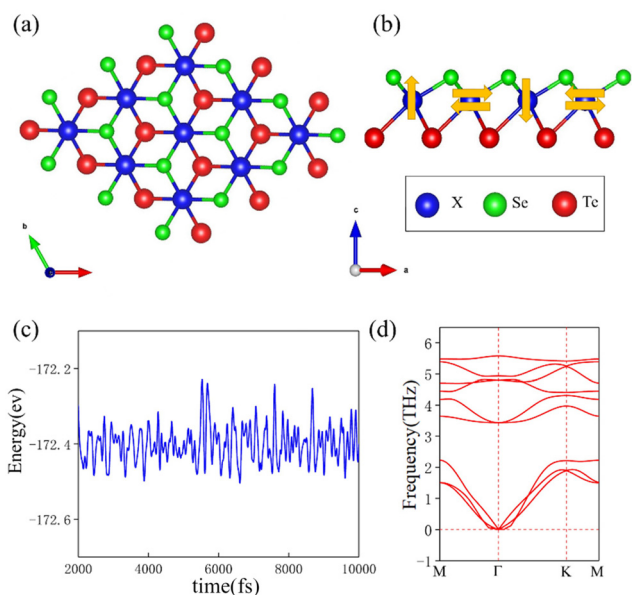 (a)
(b)
b
c
a
X Se Te
(c)
(d)
Energy(ev)
-172.2
-172.4
-172.6
2000 4000 6000 8000 10000
time(fs)
Frequency(THz)
6
5
4
3
2
1
0
-1
M Γ K M